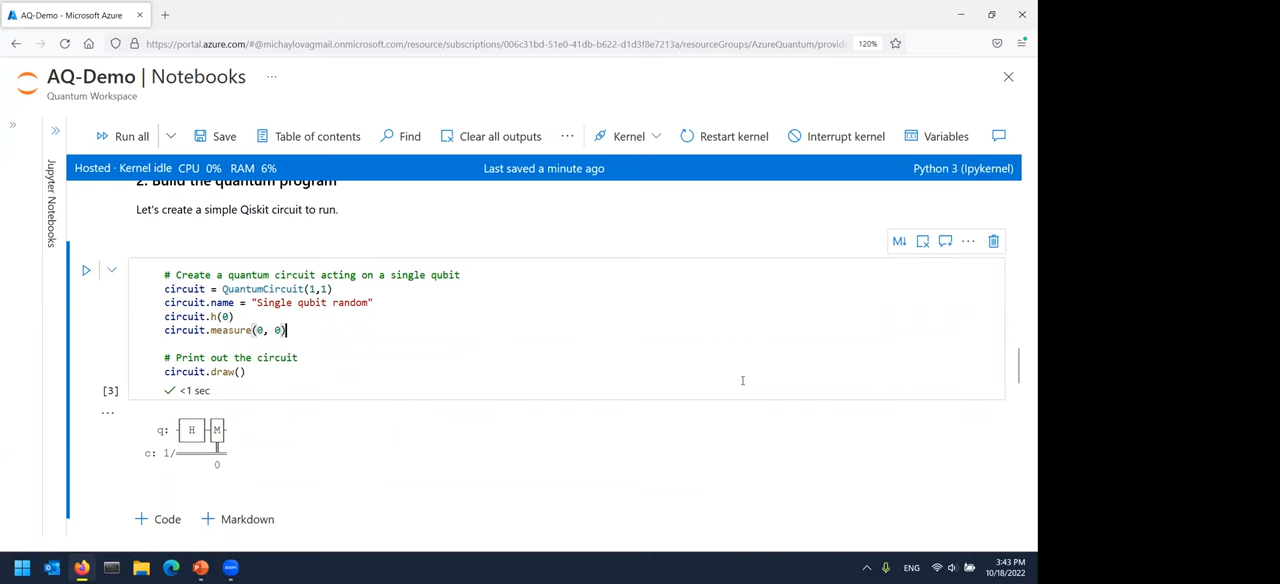 AQ-Demo - Microsoft Azure
https://portal.azure.com/#@michaylovagmail.onmicrosoft.com/resource/subscriptions/006c31bd-51e0-41db-b622-d1d3f8e7213a/resourceGroups/AzureQuantum/provid
120%
AQ-Demo | Notebooks
Quantum Workspace
Run all
Save
Table of contents
Find
Clear all outputs
Kernel
Restart kernel
Interrupt kernel
Variables
Jupyter Notebooks
Hosted · Kernel idle CPU 0% RAM 6%
Last saved a minute ago
Python 3 (Ipykernel)
2. Build the quantum program
Let's create a simple Qiskit circuit to run.
M↓
# Create a quantum circuit acting on a single qubit
circuit = QuantumCircuit(1,1)
circuit.name = "Single qubit random"
circuit.h(0)
circuit.measure(0, 0)
# Print out the circuit
circuit.draw()
[3]
<1 sec
q: H M
c: 1/
0
Code
Markdown
ENG
3:43 PM
10/18/2022